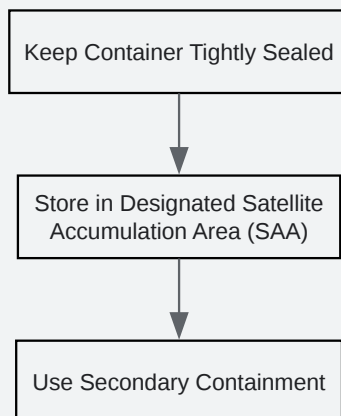 Keep Container Tightly Sealed
Store in Designated Satellite
Accumulation Area (SAA)
Use Secondary Containment